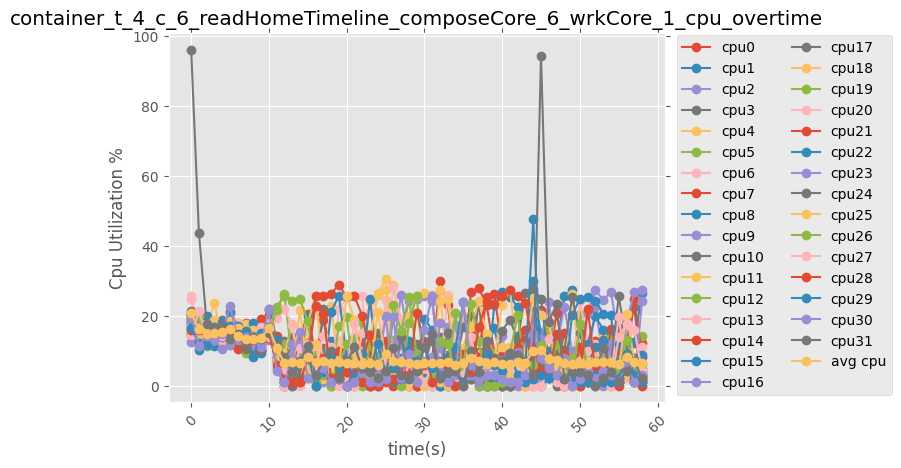 container_t_4_c_6_readHomeTimeline_composeCore_6_wrkCore_1_cpu_overtime
100
80
60
40
20
0
Cpu Utilization %
0
10
20
30
40
50
60
time(s)
cpu0
cpu1
cpu2
cpu3
cpu4
cpu5
cpu6
cpu7
cpu8
cpu9
cpu10
cpu11
cpu12
cpu13
cpu14
cpu15
cpu16
cpu17
cpu18
cpu19
cpu20
cpu21
cpu22
cpu23
cpu24
cpu25
cpu26
cpu27
cpu28
cpu29
cpu30
cpu31
avg cpu